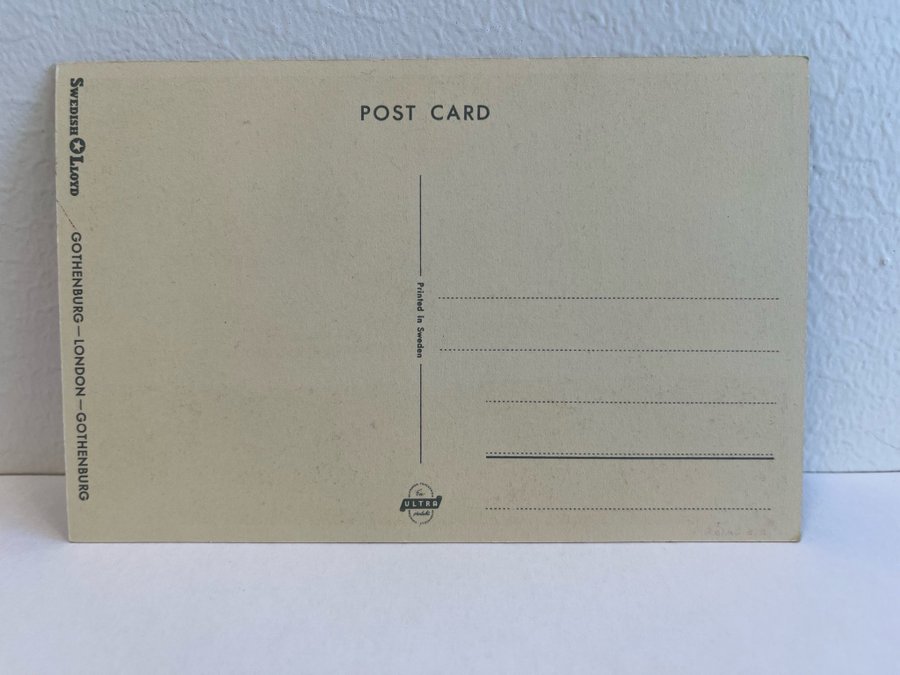 POST CARD
SWEDISH LLOYD
GOTHENBURG—LONDON—GOTHENBURG
Printed in Sweden
ULTRA